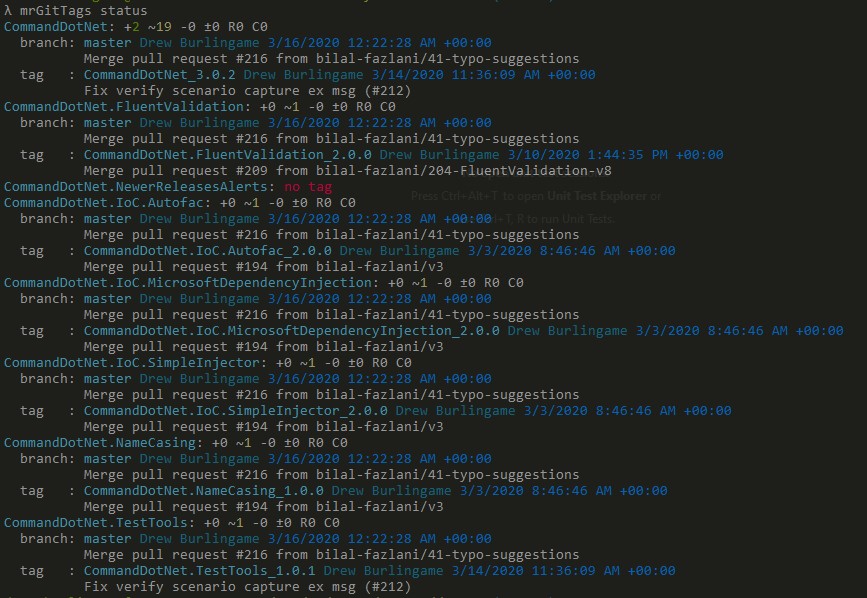 λ mrGitTags status
CommandDotNet: +2 ~19 -0 ±0 R0 C0
branch: master Drew Burlingame 3/16/2020 12:22:28 AM +00:00
Merge pull request #216 from bilal-fazlani/41-typo-suggestions
tag : CommandDotNet_3.0.2 Drew Burlingame 3/14/2020 11:36:09 AM +00:00
Fix verify scenario capture ex msg (#212)
CommandDotNet.FluentValidation: +0 ~1 -0 ±0 R0 C0
branch: master Drew Burlingame 3/16/2020 12:22:28 AM +00:00
Merge pull request #216 from bilal-fazlani/41-typo-suggestions
tag : CommandDotNet.FluentValidation_2.0.0 Drew Burlingame 3/10/2020 1:44:35 PM +00:00
Merge pull request #209 from bilal-fazlani/204-FluentValidation-v8
CommandDotNet.NewerReleasesAlerts: no tag
Press Ctrl+Alt+T to open Unit Test Explorer or
CommandDotNet.IoC.Autofac: +0 ~1 -0 ±0 R0 C0
branch: master Drew Burlingame 3/16/2020 12:22:28 AM +00:00
T, R to run Unit Tests.
Merge pull request #216 from bilal-fazlani/41-typo-suggestions
tag : CommandDotNet.IoC.Autofac_2.0.0 Drew Burlingame 3/3/2020 8:46:46 AM +00:00
Merge pull request #194 from bilal-fazlani/v3
CommandDotNet.IoC.MicrosoftDependencyInjection: +0 ~1 -0 ±0 R0 C0
branch: master Drew Burlingame 3/16/2020 12:22:28 AM +00:00
Merge pull request #216 from bilal-fazlani/41-typo-suggestions
tag : CommandDotNet.IoC.MicrosoftDependencyInjection_2.0.0 Drew Burlingame 3/3/2020 8:46:46 AM +00:00
Merge pull request #194 from bilal-fazlani/v3
CommandDotNet.IoC.SimpleInjector: +0 ~1 -0 ±0 R0 C0
branch: master Drew Burlingame 3/16/2020 12:22:28 AM +00:00
Merge pull request #216 from bilal-fazlani/41-typo-suggestions
tag : CommandDotNet.IoC.SimpleInjector_2.0.0 Drew Burlingame 3/3/2020 8:46:46 AM +00:00
Merge pull request #194 from bilal-fazlani/v3
CommandDotNet.NameCasing: +0 ~1 -0 ±0 R0 C0
branch: master Drew Burlingame 3/16/2020 12:22:28 AM +00:00
Merge pull request #216 from bilal-fazlani/41-typo-suggestions
tag : CommandDotNet.NameCasing_1.0.0 Drew Burlingame 3/3/2020 8:46:46 AM +00:00
Merge pull request #194 from bilal-fazlani/v3
CommandDotNet.TestTools: +0 ~1 -0 ±0 R0 C0
branch: master Drew Burlingame 3/16/2020 12:22:28 AM +00:00
Merge pull request #216 from bilal-fazlani/41-typo-suggestions
tag : CommandDotNet.TestTools_1.0.1 Drew Burlingame 3/14/2020 11:36:09 AM +00:00
Fix verify scenario capture ex msg (#212)